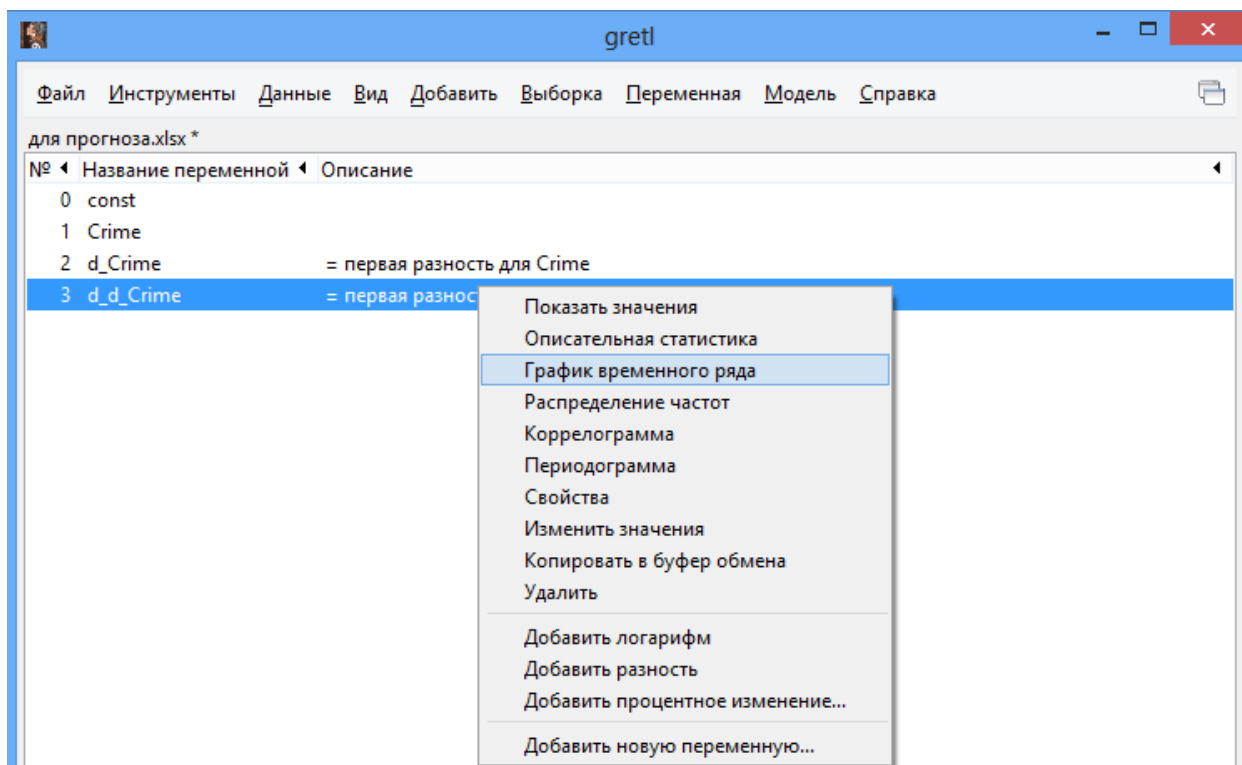 gretl
Файл Инструменты Данные Вид Добавить Выборка Переменная Модель Справка
для прогноза.xlsx *
№ Название переменной Описание
0 const
1 Crime
2 d_Crime = первая разность для Crime
3 d_d_Crime = первая разнос
Показать значения
Описательная статистика
График временного ряда
Распределение частот
Коррелограмма
Периодограмма
Свойства
Изменить значения
Копировать в буфер обмена
Удалить
Добавить логарифм
Добавить разность
Добавить процентное изменение...
Добавить новую переменную...